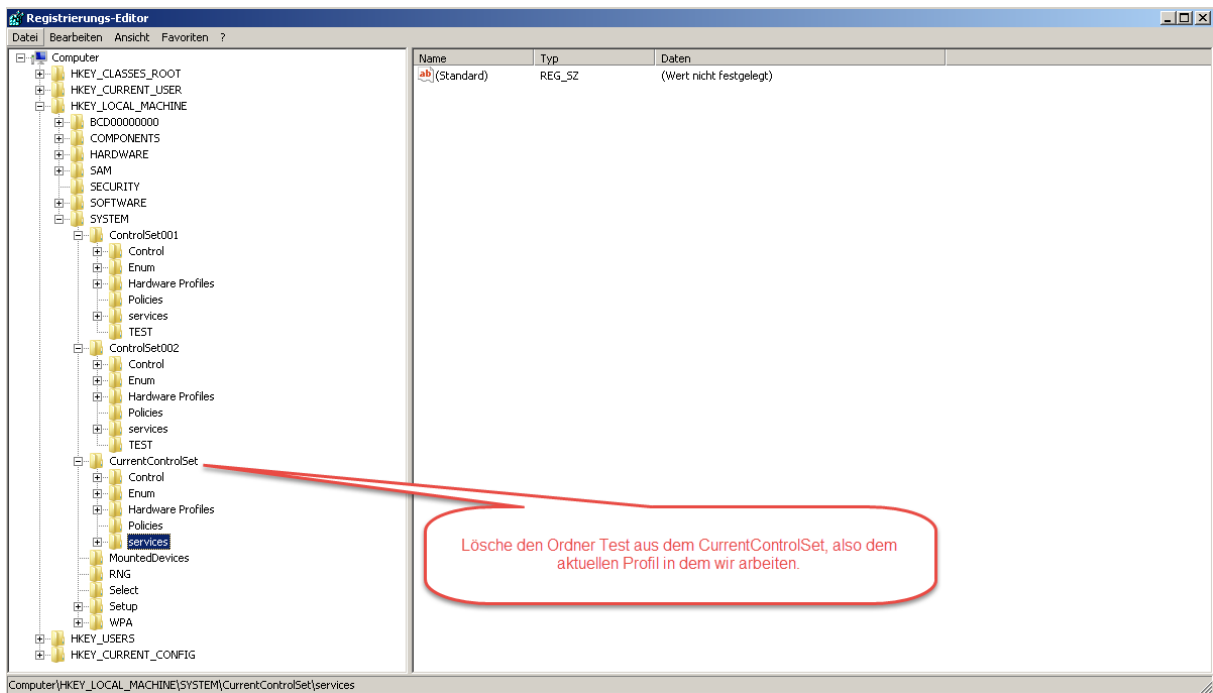 Registrierungs-Editor
Datei Bearbeiten Ansicht Favoriten ?
Computer
HKEY_CLASSES_ROOT
HKEY_CURRENT_USER
HKEY_LOCAL_MACHINE
BCD00000000
COMPONENTS
HARDWARE
SAM
SECURITY
SOFTWARE
SYSTEM
ControlSet001
Control
Enum
Hardware Profiles
Policies
services
TEST
ControlSet002
Control
Enum
Hardware Profiles
Policies
services
TEST
CurrentControlSet
Control
Enum
Hardware Profiles
Policies
services
MountedDevices
RNG
Select
Setup
WPA
HKEY_USERS
HKEY_CURRENT_CONFIG
Name Typ Daten
ab (Standard) REG_SZ (Wert nicht festgelegt)
Lösche den Ordner Test aus dem CurrentControlSet, also dem
aktuellen Profil in dem wir arbeiten.
Computer\HKEY_LOCAL_MACHINE\SYSTEM\CurrentControlSet\services